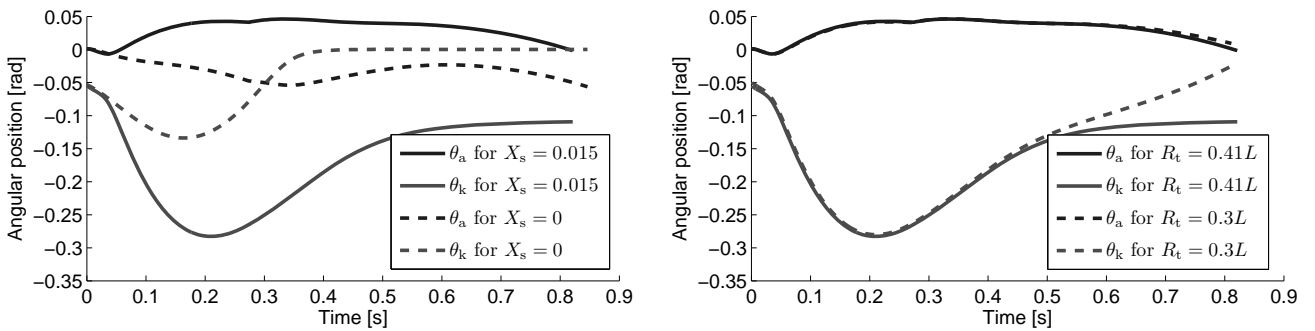 0.05
0
−0.05
−0.1
−0.15
−0.2
−0.25
−0.3
−0.35
Angular position [rad]
0 0.1 0.2 0.3 0.4 0.5 0.6 0.7 0.8 0.9
Time [s]
θa for Xs = 0.015
θk for Xs = 0.015
θa for Xs = 0
θk for Xs = 0
0.05
0
−0.05
−0.1
−0.15
−0.2
−0.25
−0.3
−0.35
Angular position [rad]
0 0.1 0.2 0.3 0.4 0.5 0.6 0.7 0.8 0.9
Time [s]
θa for Rt = 0.41L
θk for Rt = 0.41L
θa for Rt = 0.3L
θk for Rt = 0.3L